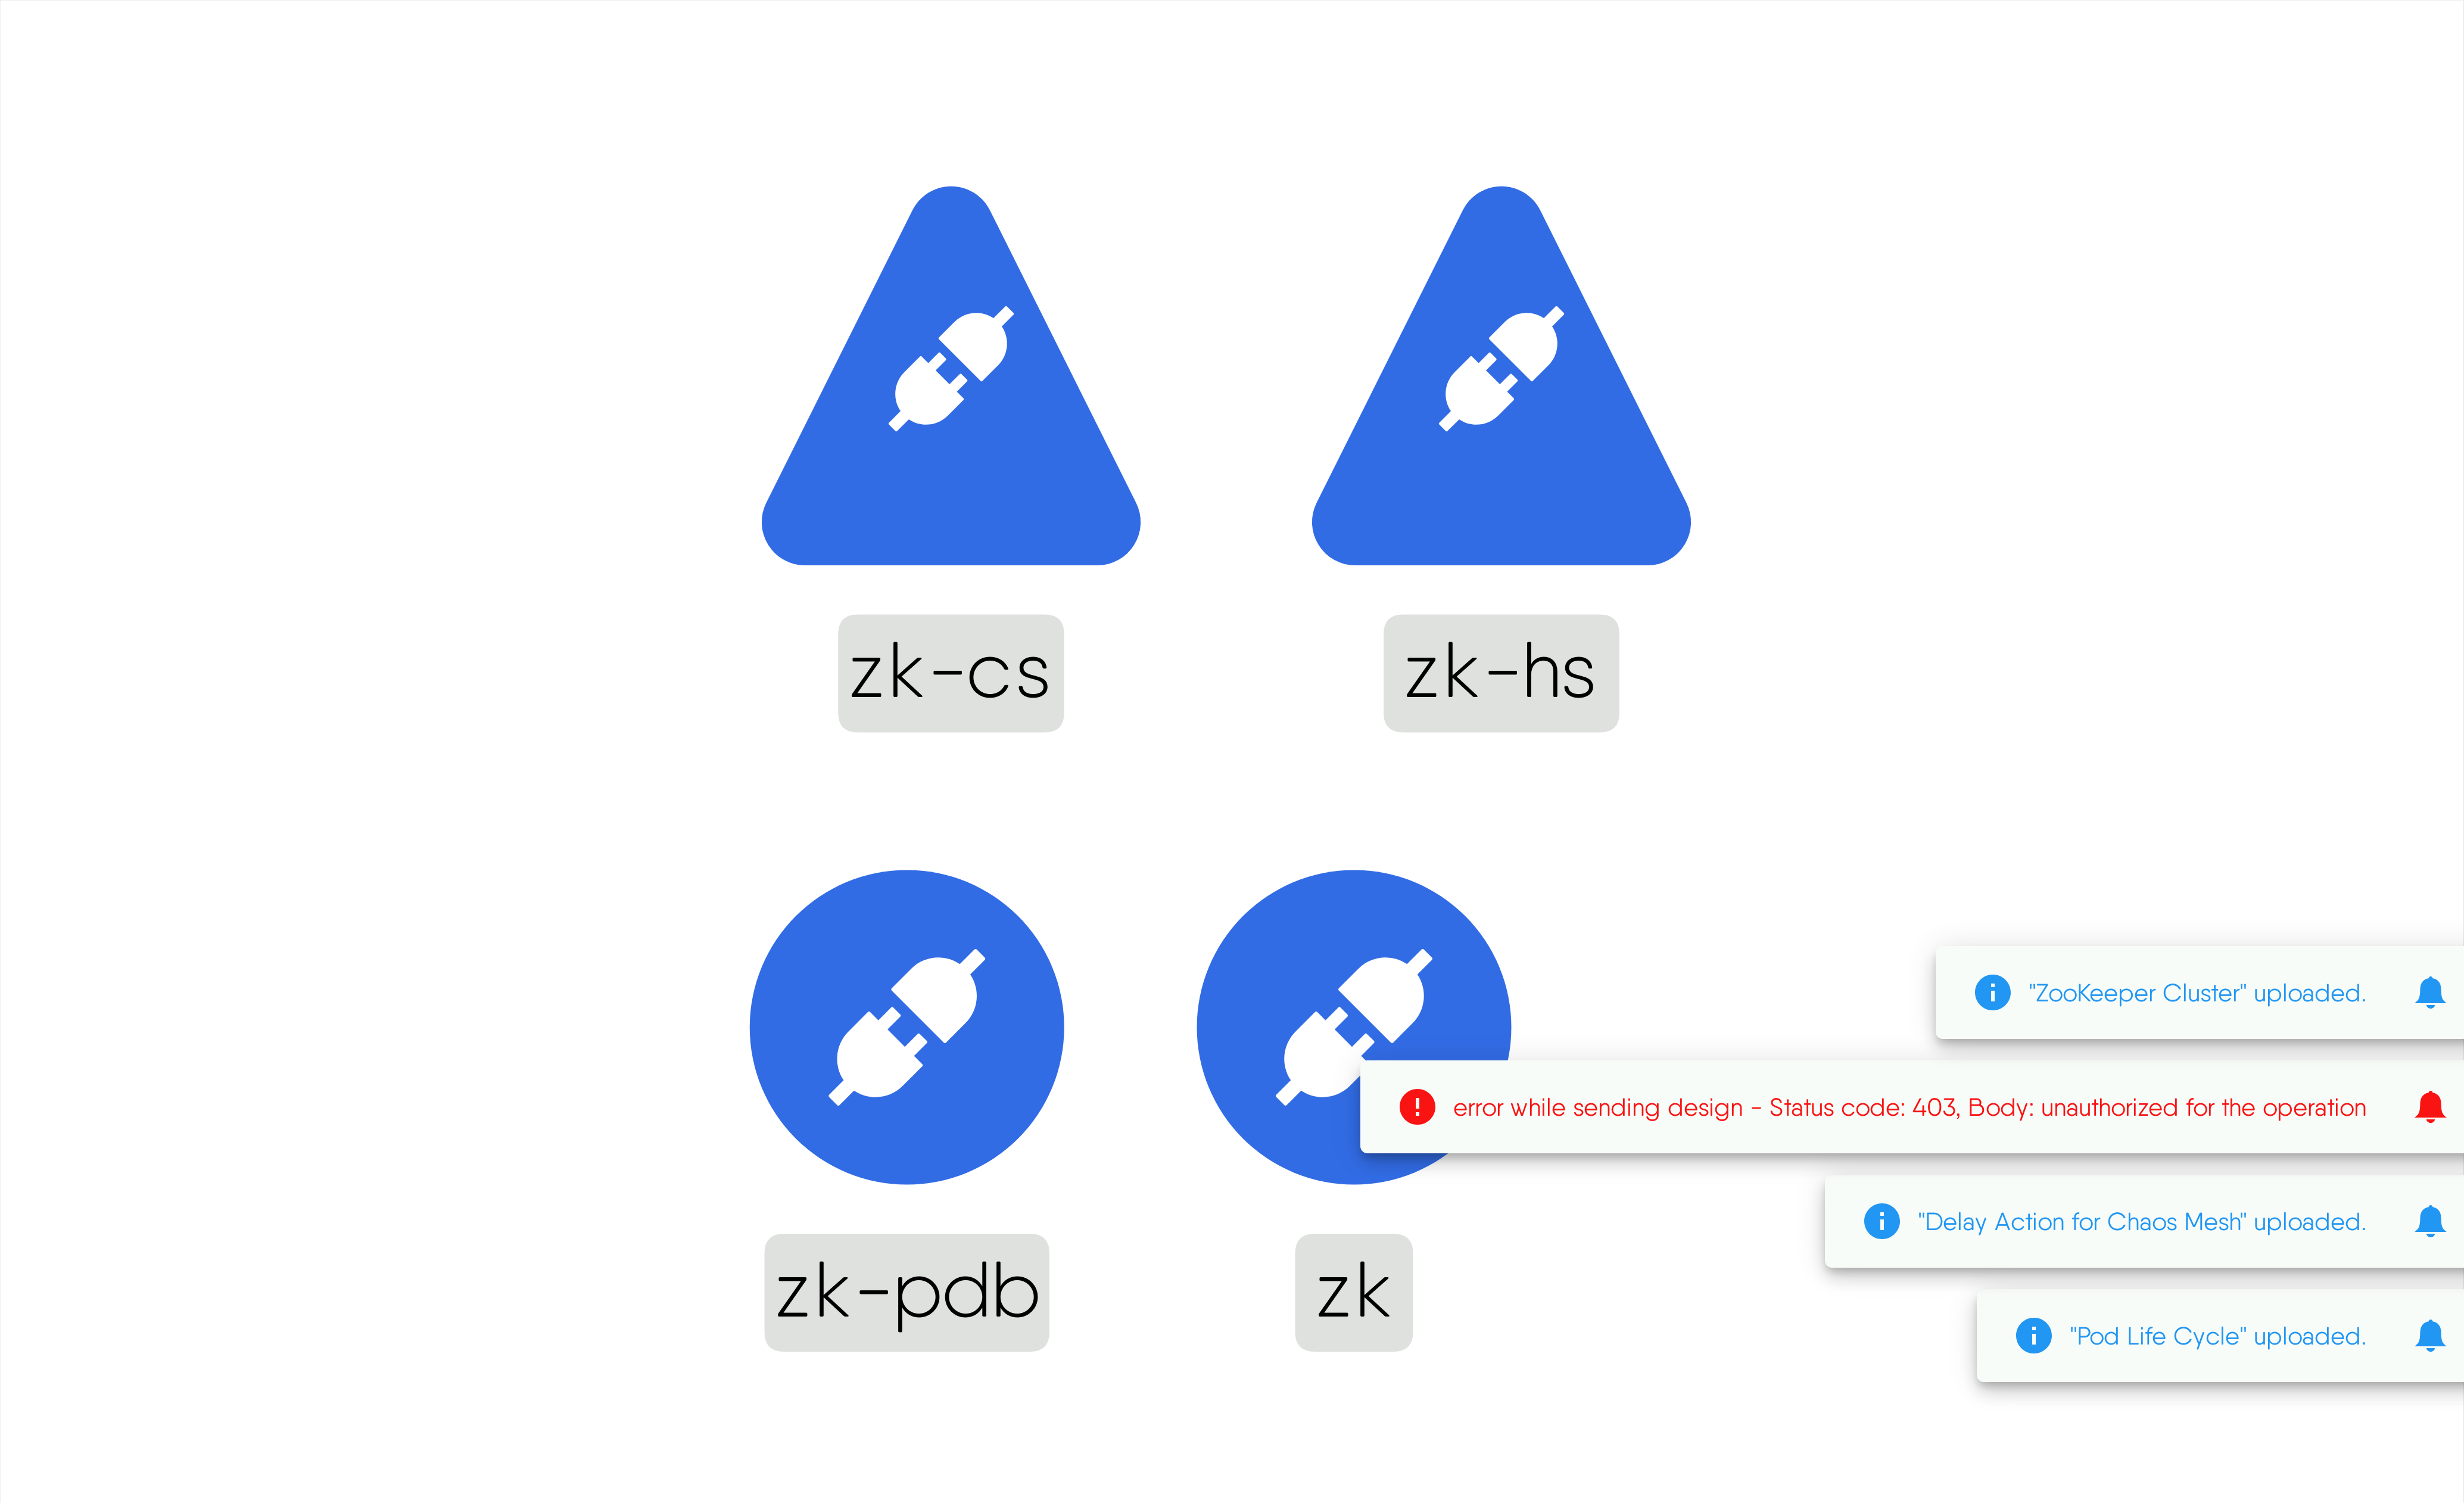 zk-cs
zk-hs
zk-pdb
zk
"ZooKeeper Cluster" uploaded.
error while sending design - Status code: 403, Body: unauthorized for the operation
"Delay Action for Chaos Mesh" uploaded.
"Pod Life Cycle" uploaded.